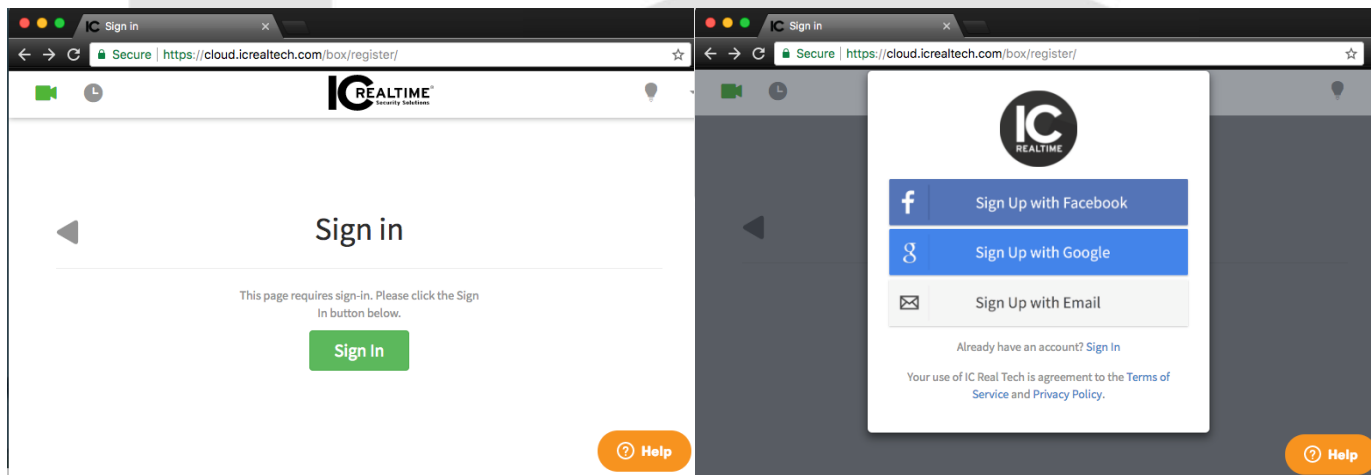 IC Sign in
Secure | https://cloud.icrealtech.com/box/register/
IC REALTIME®
Security Solutions
Sign in
This page requires sign-in. Please click the Sign
In button below.
Sign In
Help
IC Sign in
Secure | https://cloud.icrealtech.com/box/register/
IC
REALTIME
f Sign Up with Facebook
g Sign Up with Google
Sign Up with Email
Already have an account? Sign In
Your use of IC Real Tech is agreement to the Terms of
Service and Privacy Policy.
Help